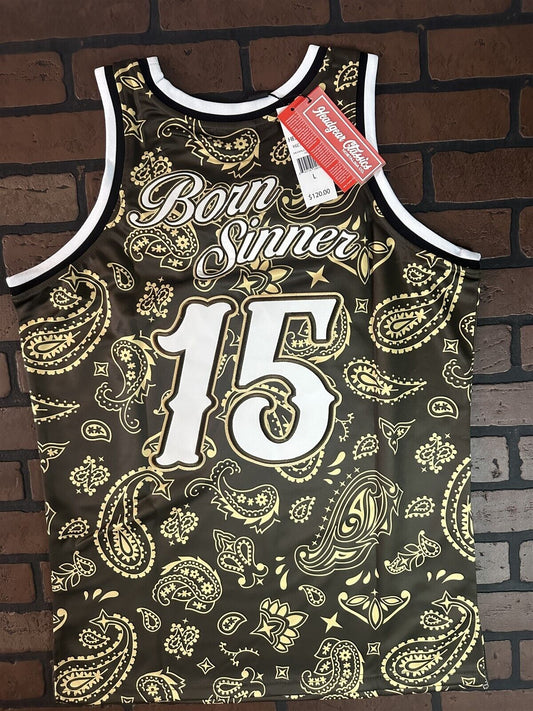 Headgear Classics
L
$120.00
Born
Sinner
15